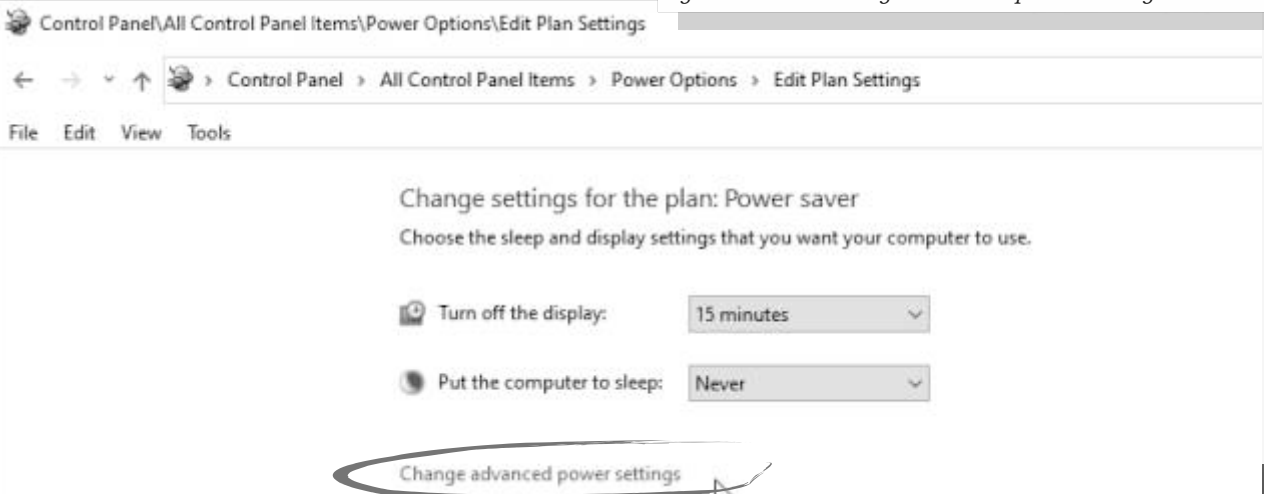 Control Panel\All Control Panel Items\Power Options\Edit Plan Settings
Control Panel > All Control Panel Items > Power Options > Edit Plan Settings
File Edit View Tools
Change settings for the plan: Power saver
Choose the sleep and display settings that you want your computer to use.
Turn off the display: 15 minutes
Put the computer to sleep: Never
Change advanced power settings